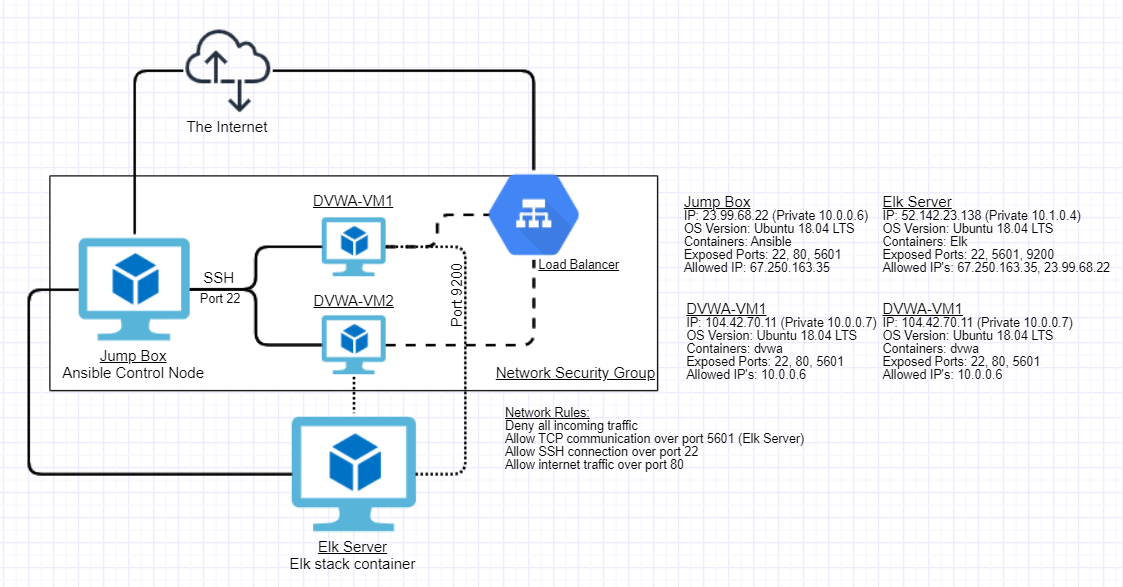 The Internet
DVWA-VM1
SSH
Port 22
DVWA-VM2
Port 9200
Load Balancer
Jump Box
Ansible Control Node
Network Security Group
Elk Server
Elk stack container
Jump Box
IP: 23.99.68.22 (Private 10.0.0.6)
OS Version: Ubuntu 18.04 LTS
Containers: Ansible
Exposed Ports: 22, 80, 5601
Allowed IP: 67.250.163.35
Elk Server
IP: 52.142.23.138 (Private 10.1.0.4)
OS Version: Ubuntu 18.04 LTS
Containers: Elk
Exposed Ports: 22, 5601, 9200
Allowed IP's: 67.250.163.35, 23.99.68.22
DVWA-VM1
IP: 104.42.70.11 (Private 10.0.0.7)
OS Version: Ubuntu 18.04 LTS
Containers: dvwa
Exposed Ports: 22, 80, 5601
Allowed IP's: 10.0.0.6
DVWA-VM1
IP: 104.42.70.11 (Private 10.0.0.7)
OS Version: Ubuntu 18.04 LTS
Containers: dvwa
Exposed Ports: 22, 80, 5601
Allowed IP's: 10.0.0.6
Network Rules:
Deny all incoming traffic
Allow TCP communication over port 5601 (Elk Server)
Allow SSH connection over port 22
Allow internet traffic over port 80